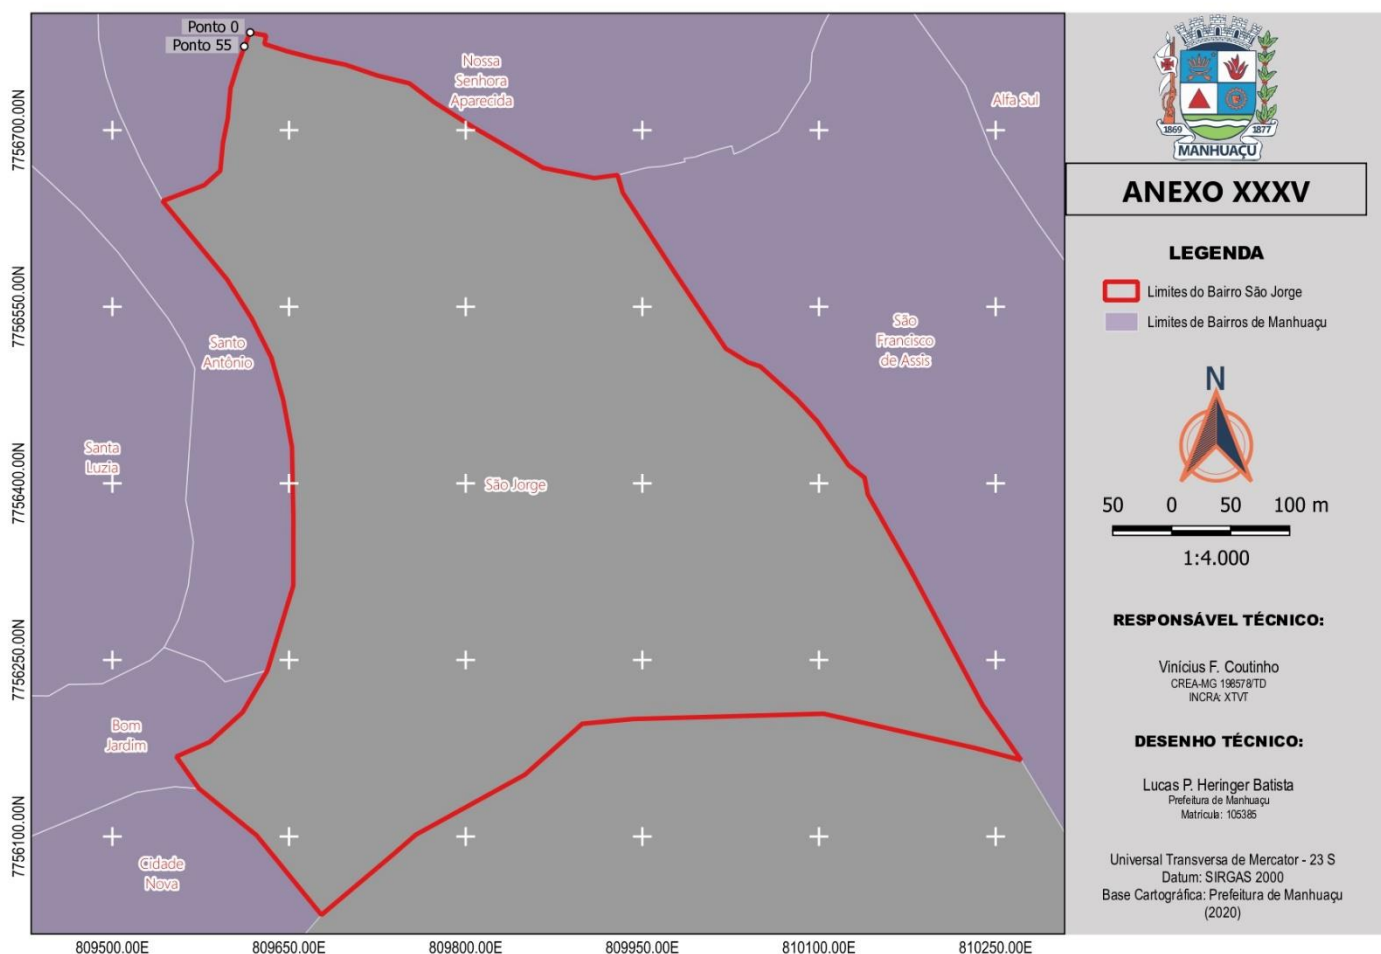 Ponto 0
Ponto 55
Nossa
Senhora
Aparecida
Alfa Sul
São
Francisco
de Assis
Santo
Antônio
Santa
Luzia
São Jorge
Bom
Jardim
Cidade
Nova
7756700.00N
7756550.00N
7756400.00N
7756250.00N
7756100.00N
809500.00E
809650.00E
809800.00E
809950.00E
810100.00E
810250.00E
1869
1877
MANHUAÇU
ANEXO XXXV
LEGENDA
Limites do Bairro São Jorge
Limites de Bairros de Manhuaçu
N
50 0 50 100 m
1:4.000
RESPONSÁVEL TÉCNICO:
Vinícius F. Coutinho
CREA-MG 198578/TD
INCRA: XTVT
DESENHO TÉCNICO:
Lucas P. Heringer Batista
Prefeitura de Manhuaçu
Matrícula: 105385
Universal Transversa de Mercator - 23 S
Datum: SIRGAS 2000
Base Cartográfica: Prefeitura de Manhuaçu
(2020)